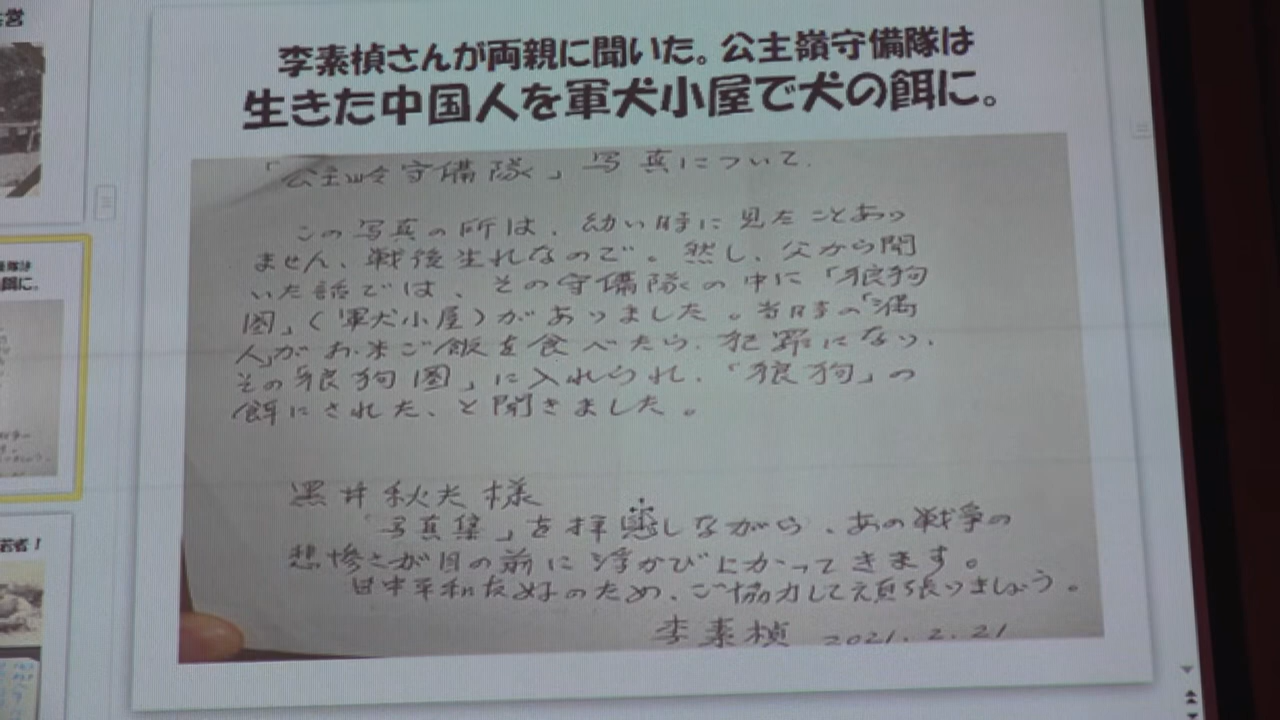 李素楨さんが両親に聞いた。公主嶺守備隊は
生きた中国人を軍犬小屋で犬の餌に。
「公主岭守備隊」写真について.
この写真の所は、幼い時に見たことあり
ません、戦後生れなので。然し、父から聞
いた話では、その守備隊の中に「狼狗
圏」(軍犬小屋)がありました。当時の「満
人」がお米ご飯を食べたら、犯罪になり、
その「狼狗圏」に入れられ、「狼狗」の
餌にされた、と聞きました。
黒井秋夫様
「写真集」を拝しながら、あの戦争の
悲惨さが目の前に浮かび上がってきます。
日中平和友好のため、ご協力して頑張りましょう。
李素楨 2021.2.21
営
隊は
餌に。
若者!